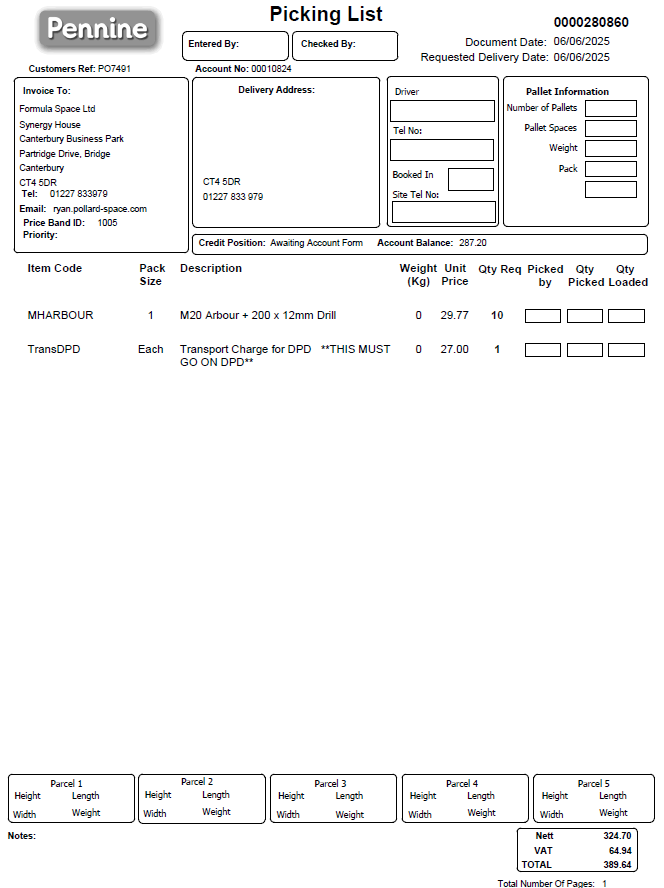 Pennine
Picking List
0000280860
Entered By:
Checked By:
Document Date: 06/06/2025
Requested Delivery Date: 06/06/2025
Customers Ref: PO7491
Account No: 00010824
Invoice To:
Formula Space Ltd
Synergy House
Canterbury Business Park
Partridge Drive, Bridge
Canterbury
CT4 5DR
Tel: 01227 833979
Email: ryan.pollard-space.com
Price Band ID: 1005
Priority:
Delivery Address:
CT4 5DR
01227 833 979
Driver
Tel No:
Booked In
Site Tel No:
Pallet Information
Number of Pallets
Pallet Spaces
Weight
Pack
Credit Position: Awaiting Account Form Account Balance: 287.20
Item Code Pack Size Description Weight (Kg) Unit Price Qty Req Picked by Qty Picked Qty Loaded
MHARBOUR 1 M20 Arbour + 200 x 12mm Drill 0 29.77 10
TransDPD Each Transport Charge for DPD **THIS MUST 0 27.00 1
GO ON DPD**
Parcel 1
Height Length
Width Weight
Parcel 2
Height Length
Width Weight
Parcel 3
Height Length
Width Weight
Parcel 4
Height Length
Width Weight
Parcel 5
Height Length
Width Weight
Notes:
Nett 324.70
VAT 64.94
TOTAL 389.64
Total Number Of Pages: 1